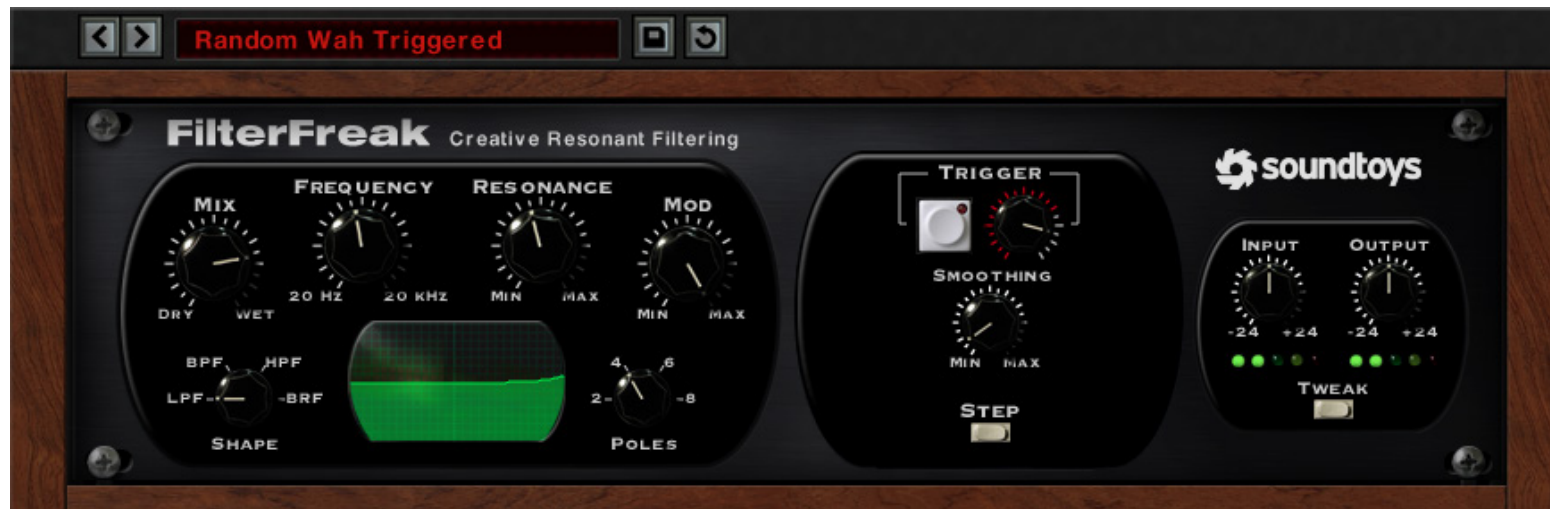 Random Wah Triggered
FilterFreak Creative Resonant Filtering
soundtoys
MIX
FREQUENCY
RESONANCE
MOD
20 HZ 20 KHZ
MIN MAX
DRY WET
MIN MAX
BPF HPF
LPF BRF
SHAPE
4 6
2 8
POLES
TRIGGER
SMOOTHING
MIN MAX
STEP
INPUT OUTPUT
-24 +24 -24 +24
TWEAK